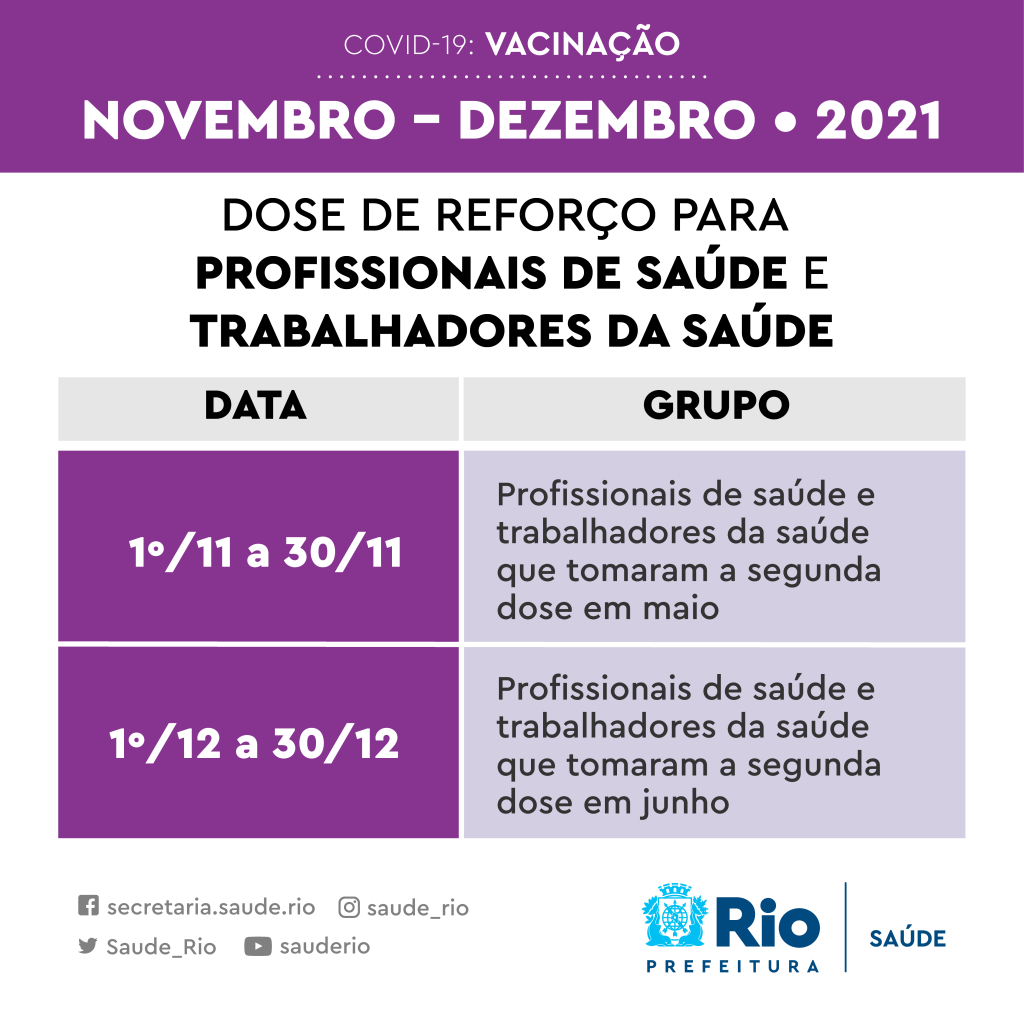 COVID-19: VACINAÇÃO
NOVEMBRO – DEZEMBRO • 2021
DOSE DE REFORÇO PARA
PROFISSIONAIS DE SAÚDE E
TRABALHADORES DA SAÚDE
DATA
GRUPO
1º/11 a 30/11
Profissionais de saúde e
trabalhadores da saúde
que tomaram a segunda
dose em maio
1º/12 a 30/12
Profissionais de saúde e
trabalhadores da saúde
que tomaram a segunda
dose em junho
secretaria.saude.rio
saude_rio
Saude_Rio
sauderio
Rio
PREFEITURA
SAÚDE